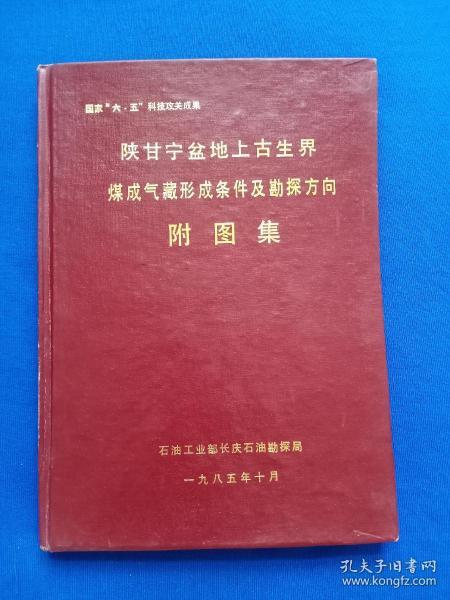 国家"六·五"科技攻关成果
陕甘宁盆地上古生界
煤成气藏形成条件及勘探方向
附图集
石油工业部长庆石油勘探局
一九八五年十月
孔夫子旧书网
www.kongfz.com